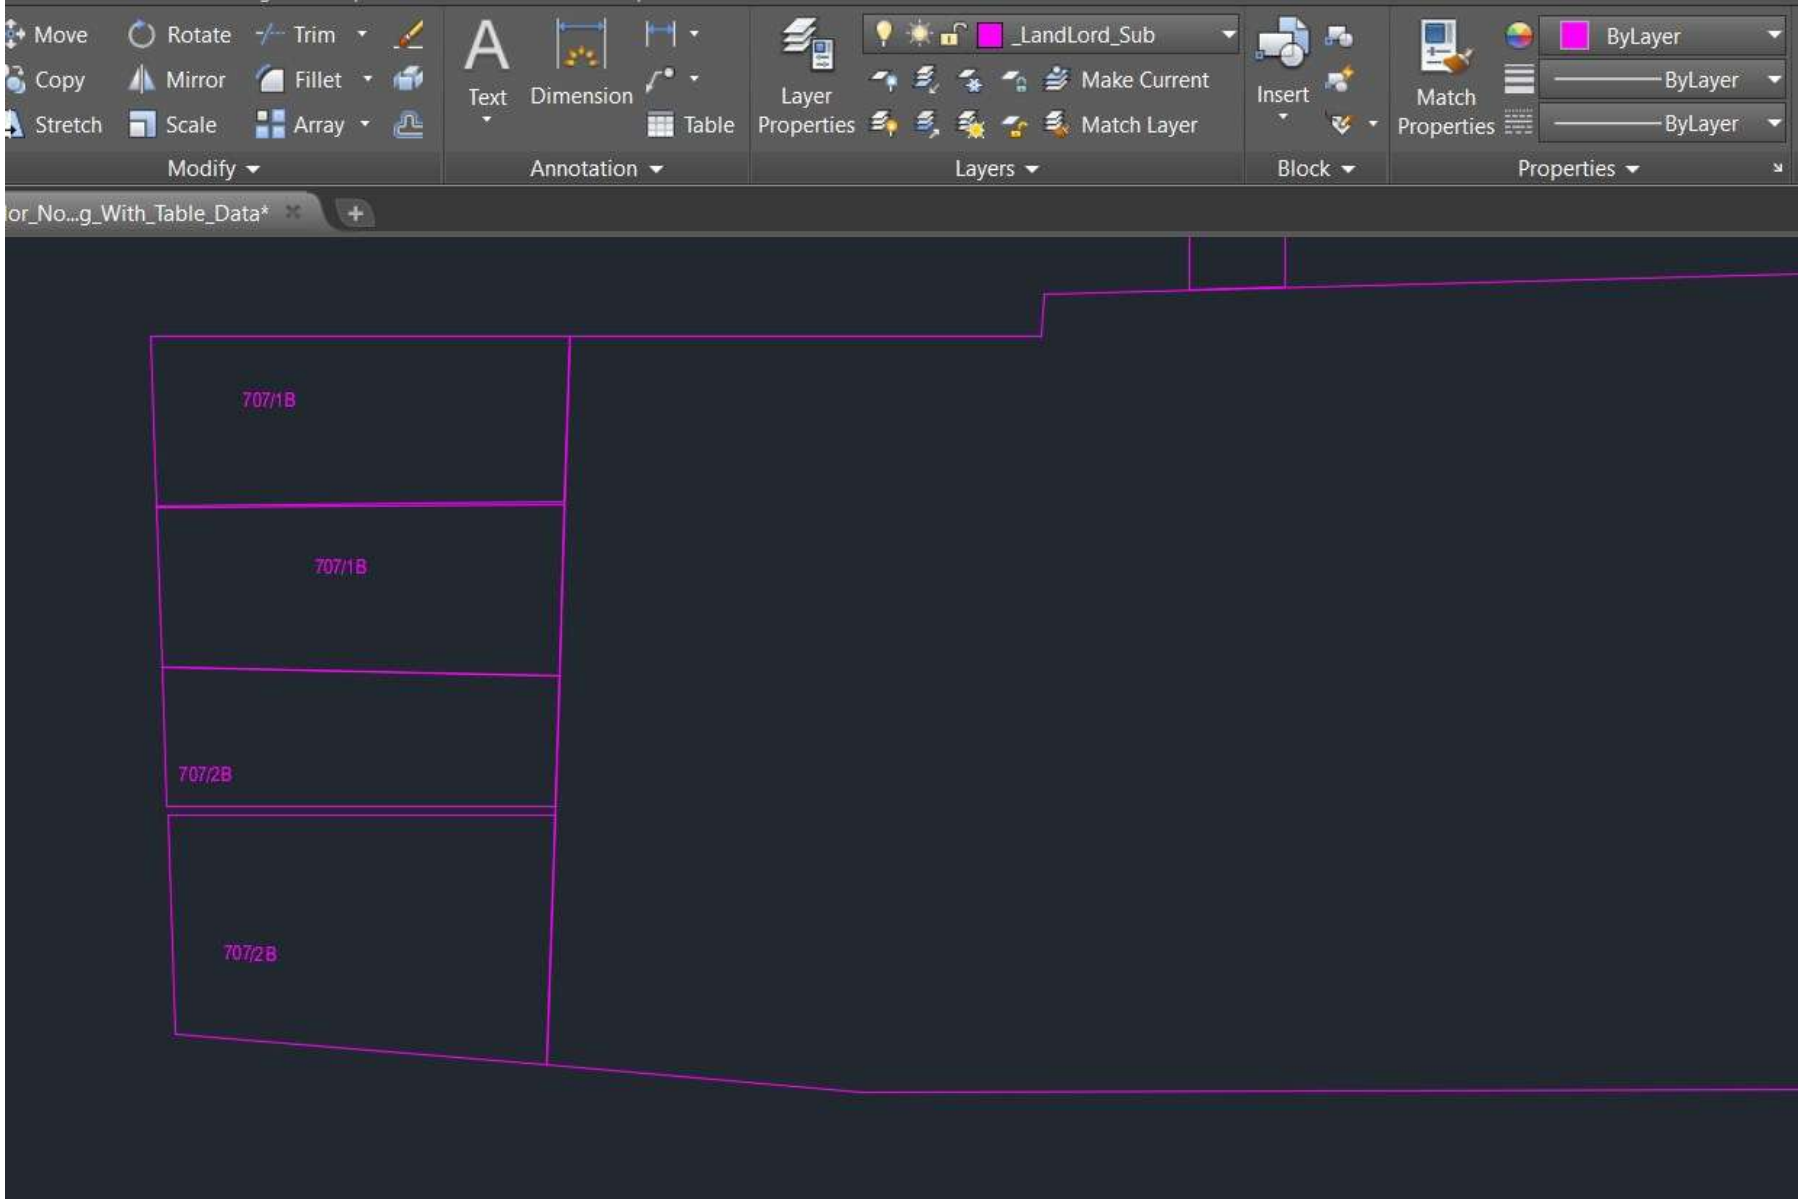 Move Rotate Trim
Copy Mirror Fillet
Stretch Scale Array
Modify
Text
Dimension
Table
Annotation
Layer
Properties
_LandLord_Sub
Make Current
Match Layer
Layers
Insert
Block
Match
Properties
ByLayer
ByLayer
ByLayer
Properties
lor_No...g_With_Table_Data*
707/1B
707/1B
707/2B
707/2B